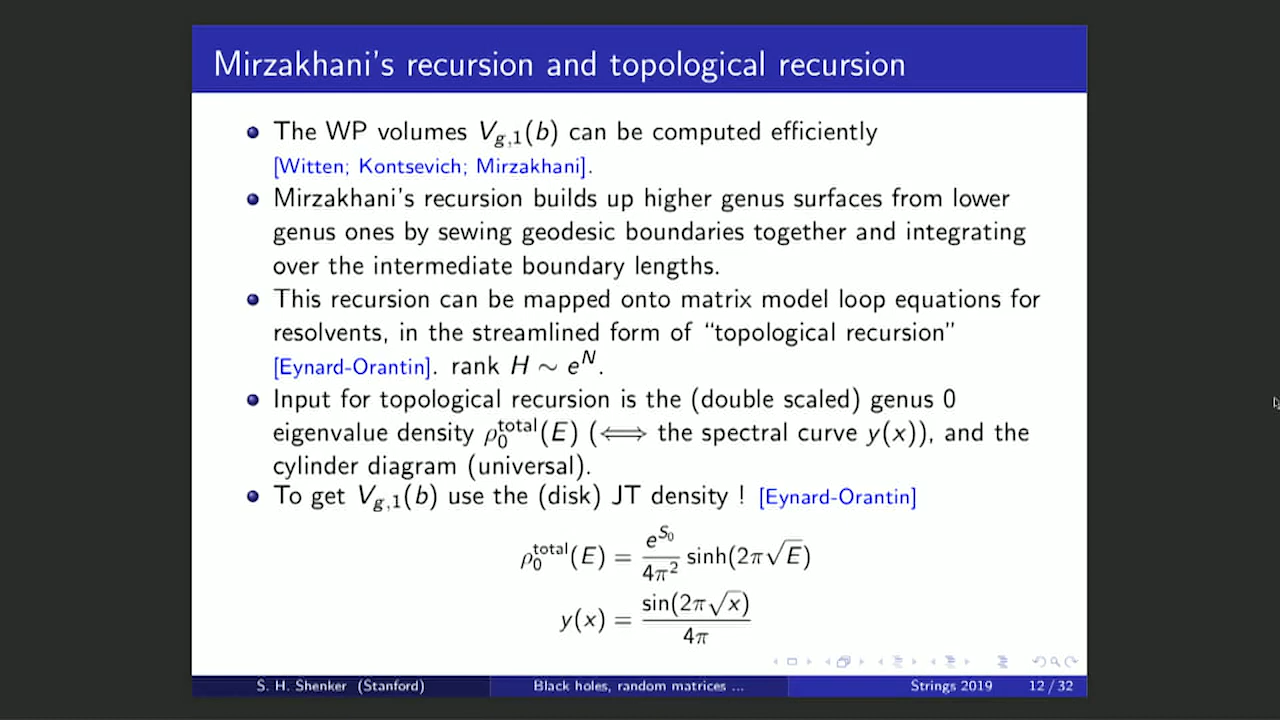 Mirzakhani's recursion and topological recursion
The WP volumes V_{g,1}(b) can be computed efficiently
[Witten; Kontsevich; Mirzakhani].
Mirzakhani's recursion builds up higher genus surfaces from lower
genus ones by sewing geodesic boundaries together and integrating
over the intermediate boundary lengths.
This recursion can be mapped onto matrix model loop equations for
resolvents, in the streamlined form of “topological recursion”
[Eynard-Orantin]. rank H ∼ e^N.
Input for topological recursion is the (double scaled) genus 0
eigenvalue density ρ_0^{total}(E) (⟺ the spectral curve y(x)), and the
cylinder diagram (universal).
To get V_{g,1}(b) use the (disk) JT density ! [Eynard-Orantin]
ρ_0^{total}(E) = \frac{e^{S_0}}{4π^2} sinh(2π√E)
y(x) = \frac{sin(2π√x)}{4π}
S. H. Shenker (Stanford) Black holes, random matrices ... Strings 2019 12 / 32